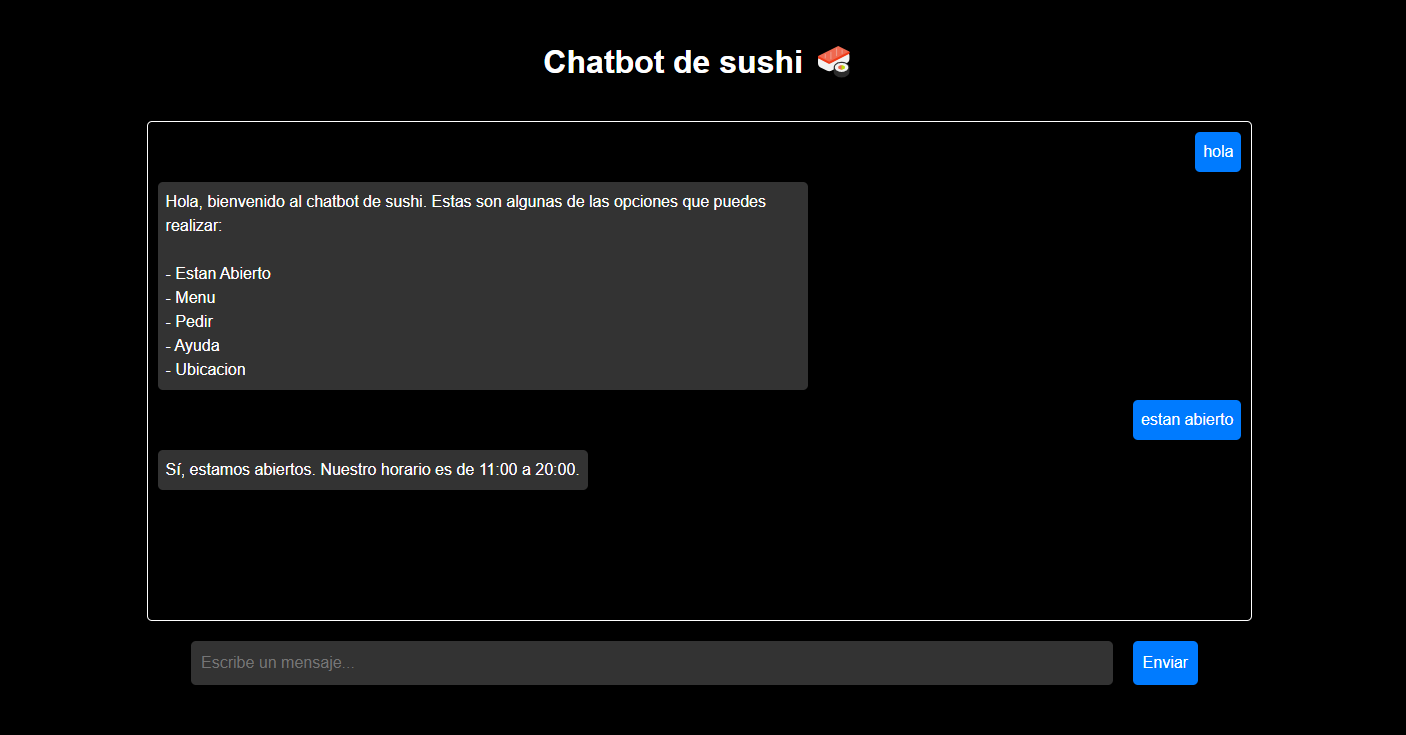 Chatbot de sushi 🍣
hola
Hola, bienvenido al chatbot de sushi. Estas son algunas de las opciones que puedes
realizar:
- Estan Abierto
- Menu
- Pedir
- Ayuda
- Ubicacion
estan abierto
Sí, estamos abiertos. Nuestro horario es de 11:00 a 20:00.
Escribe un mensaje...
Enviar